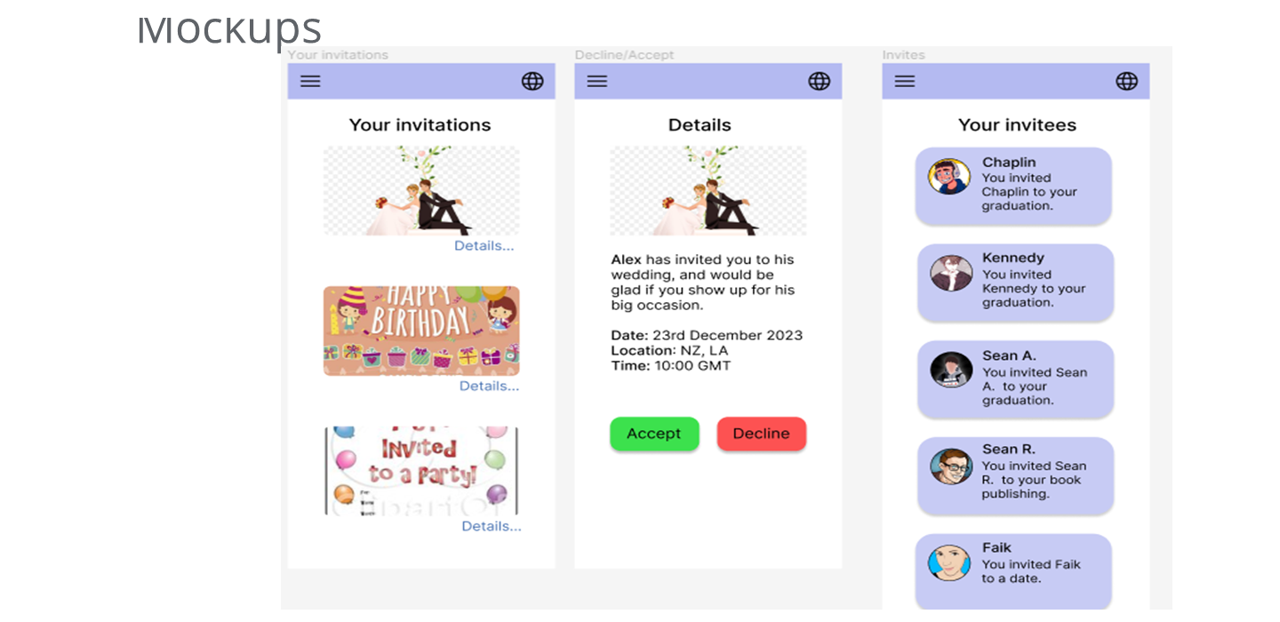 Mockups
Your invitations
Your invitations
Details...
HAPPY
BIRTHDAY
Details...
INVited
to a Party!
Details...
Decline/Accept
Details
Alex has invited you to his
wedding, and would be
glad if you show up for his
big occasion.
Date: 23rd December 2023
Location: NZ, LA
Time: 10:00 GMT
Accept
Decline
Invites
Your invitees
Chaplin
You invited
Chaplin to your
graduation.
Kennedy
You invited
Kennedy to your
graduation.
Sean A.
You invited Sean
A. to your
graduation.
Sean R.
You invited Sean
R. to your book
publishing.
Faik
You invited Faik
to a date.